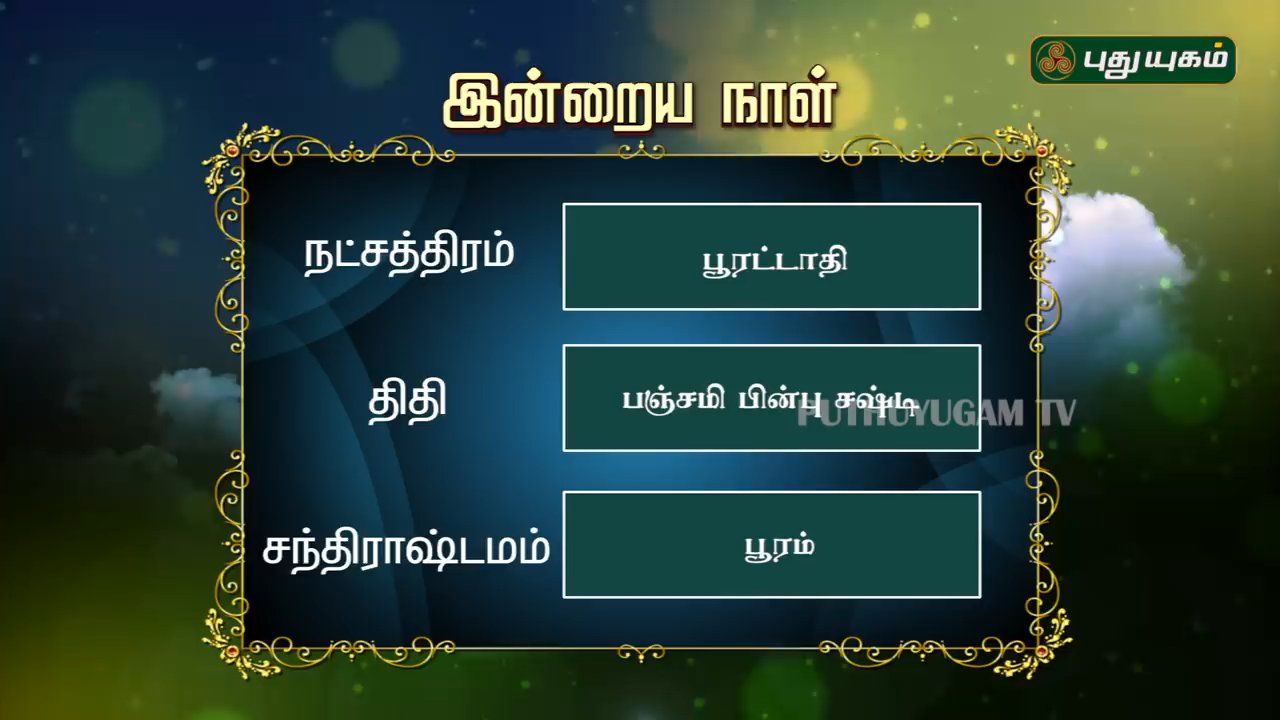 புதுயுகம்
இன்றைய நாள்
நட்சத்திரம்
பூரட்டாதி
திதி
பஞ்சமி பின்பு சஷ்டி
PUTHUYUGAM TV
சந்திராஷ்டமம்
பூரம்